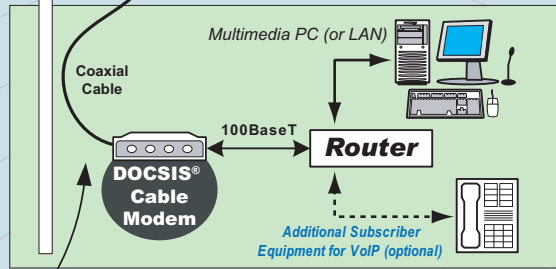 Multimedia PC (or LAN)
Coaxial
Cable
100BaseT
Router
DOCSIS®
Cable
Modem
Additional Subscriber
Equipment for VoIP (optional)